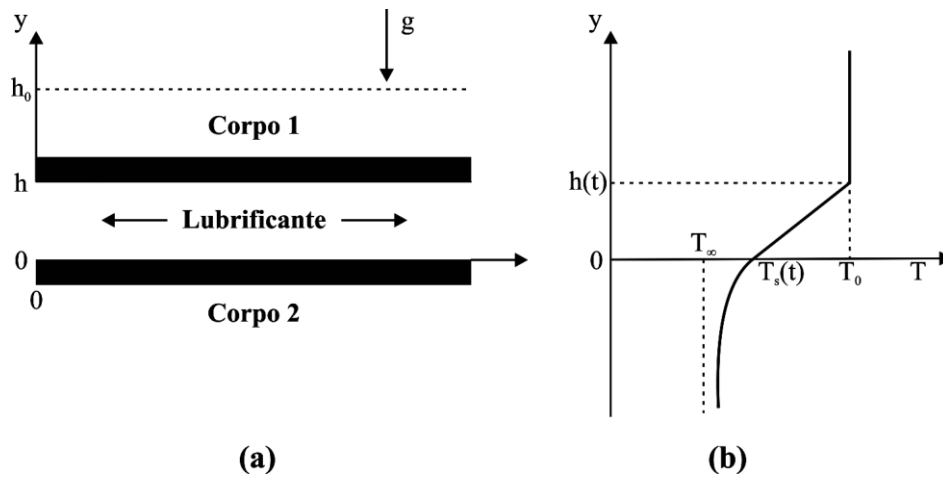 y
g
h₀
Corpo 1
h
Lubrificante
0
0
Corpo 2
(a)
y
h(t)
T∞
0
Tₛ(t)
T₀
T
(b)